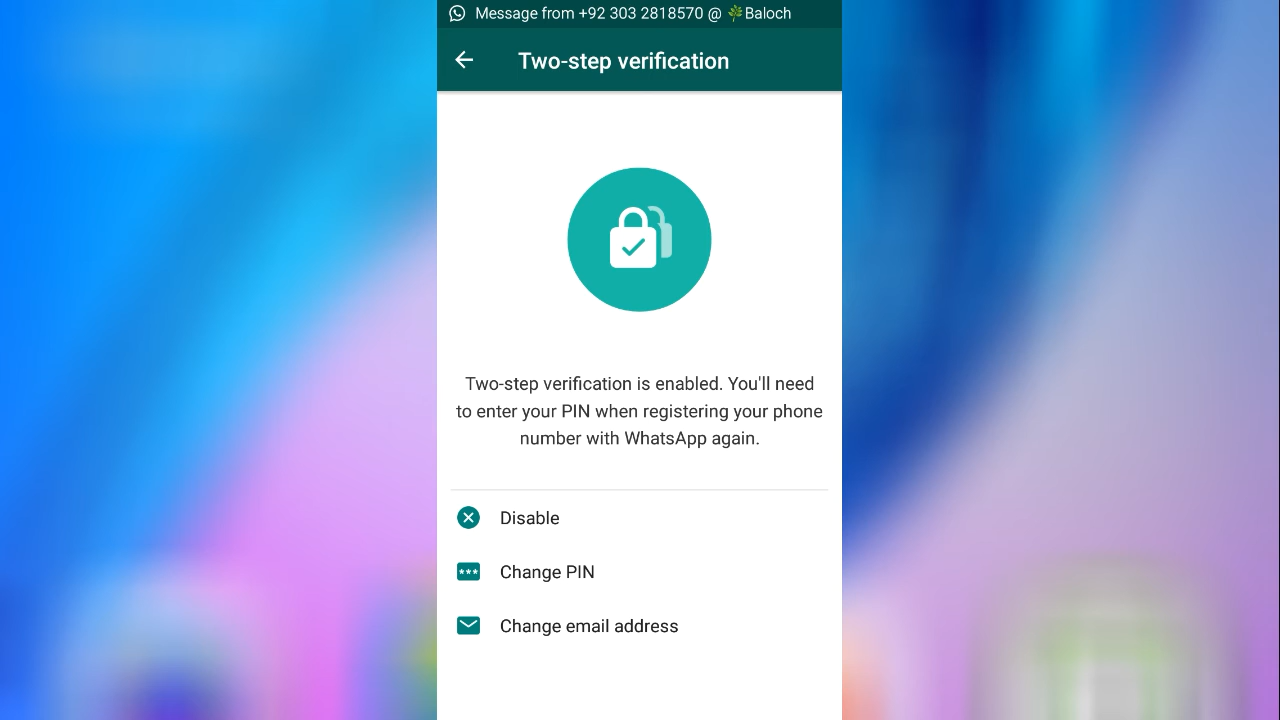 Message from +92 303 2818570 @ 🌿Baloch
Two-step verification
Two-step verification is enabled. You'll need
to enter your PIN when registering your phone
number with WhatsApp again.
Disable
Change PIN
Change email address